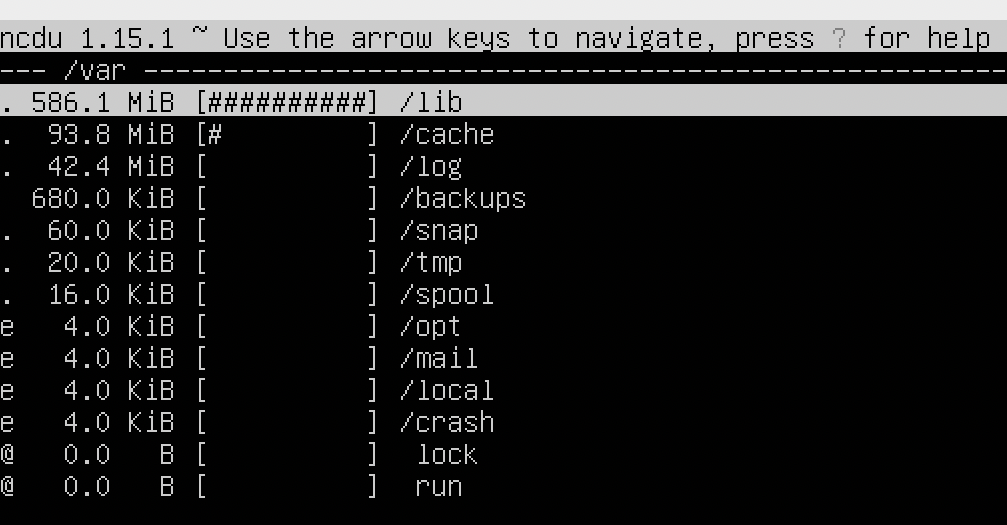 ncdu 1.15.1 ~ Use the arrow keys to navigate, press ? for help
--- /var ------------------------------------------------------
. 586.1 MiB [##########] /lib
.  93.8 MiB [#         ] /cache
.  42.4 MiB [          ] /log
  680.0 KiB [          ] /backups
.  60.0 KiB [          ] /snap
.  20.0 KiB [          ] /tmp
.  16.0 KiB [          ] /spool
e   4.0 KiB [          ] /opt
e   4.0 KiB [          ] /mail
e   4.0 KiB [          ] /local
e   4.0 KiB [          ] /crash
@   0.0   B [          ]  lock
@   0.0   B [          ]  run